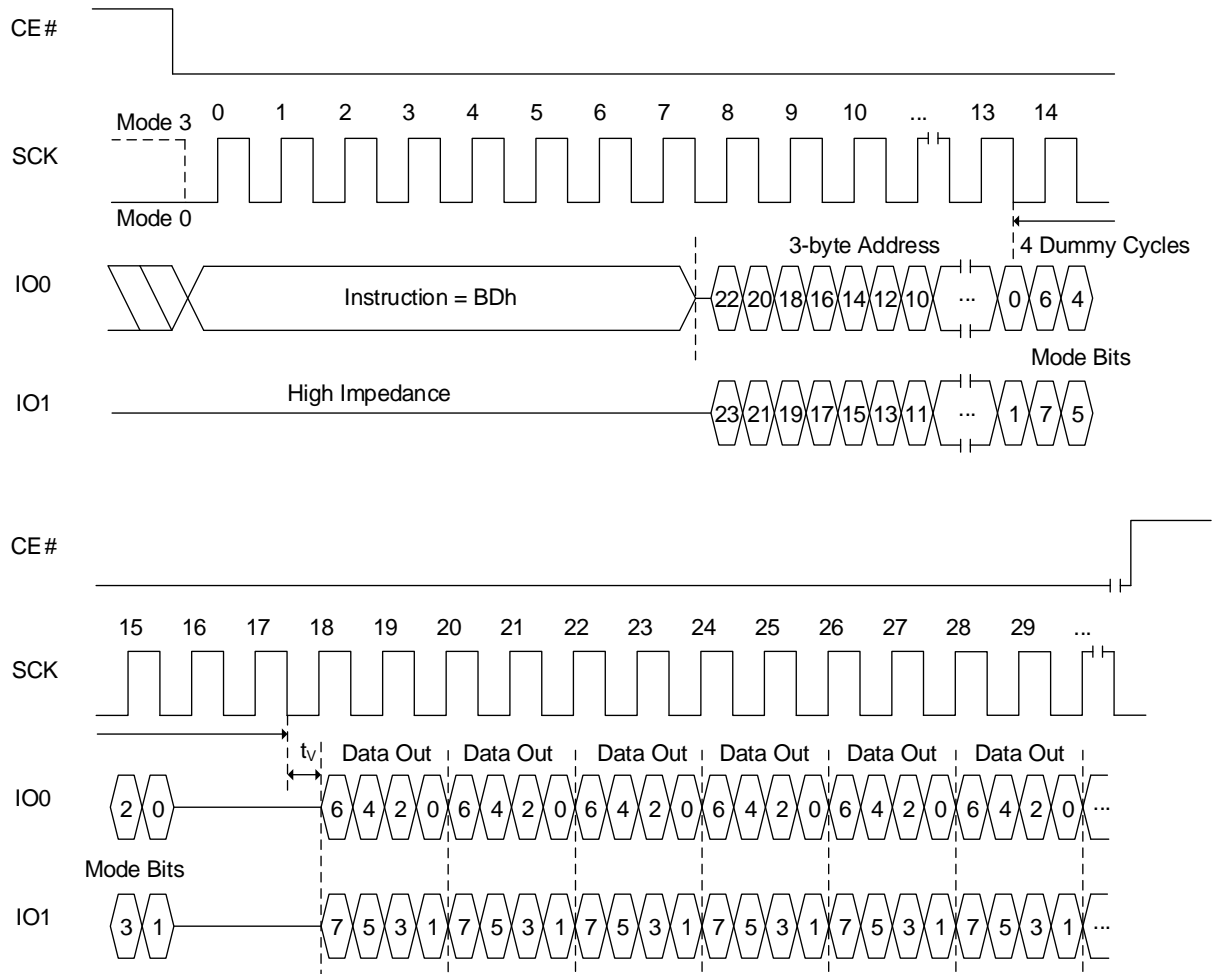 CE#
0 1 2 3 4 5 6 7 8 9 10 ... 13 14
Mode 3
SCK
Mode 0
3-byte Address 4 Dummy Cycles
IO0 Instruction = BDh 22 20 18 16 14 12 10 ... 0 6 4
Mode Bits
IO1 High Impedance 23 21 19 17 15 13 11 ... 1 7 5
CE#
15 16 17 18 19 20 21 22 23 24 25 26 27 28 29 ...
SCK
tV Data Out Data Out Data Out Data Out Data Out Data Out
IO0 2 0 6 4 2 0 6 4 2 0 6 4 2 0 6 4 2 0 6 4 2 0 6 4 2 0 ...
Mode Bits
IO1 3 1 7 5 3 1 7 5 3 1 7 5 3 1 7 5 3 1 7 5 3 1 7 5 3 1 ...